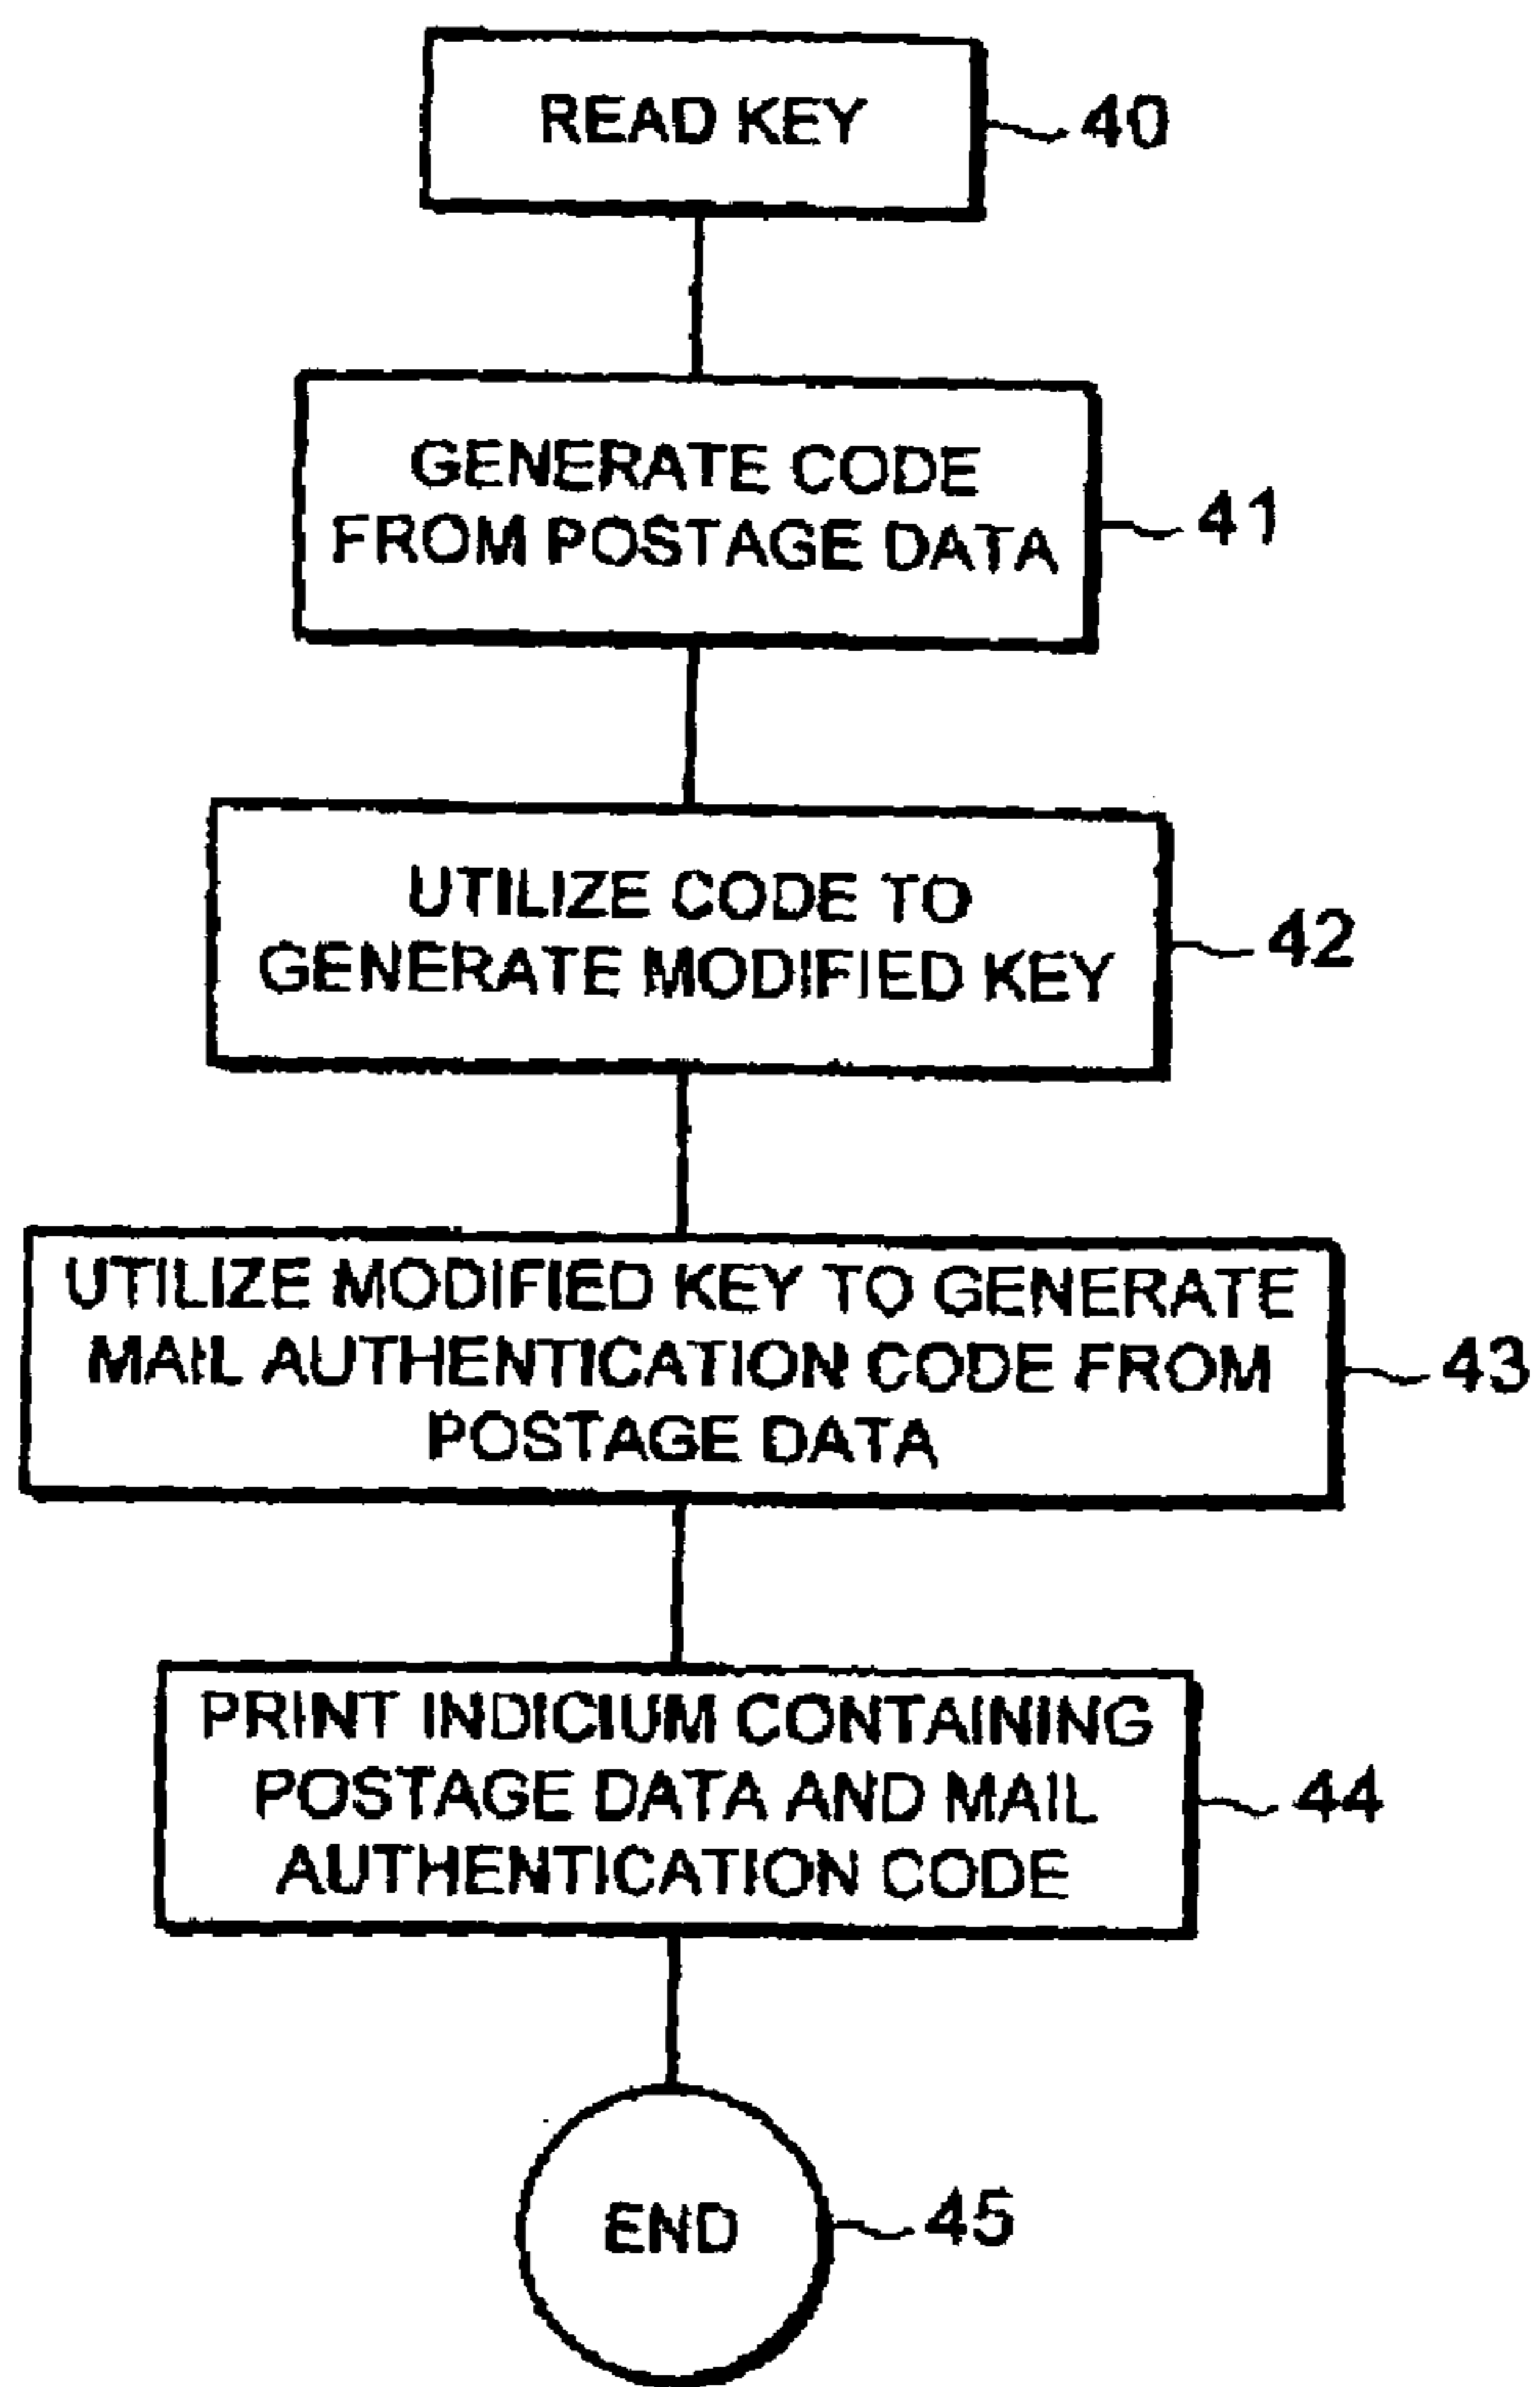 READ KEY
40
GENERATE CODE
FROM POSTAGE DATA
41
UTILIZE CODE TO
GENERATE MODIFIED KEY
42
UTILIZE MODIFIED KEY TO GENERATE
MAIL AUTHENTICATION CODE FROM
POSTAGE DATA
43
PRINT INDICIUM CONTAINING
POSTAGE DATA AND MAIL
AUTHENTICATION CODE
44
END
45